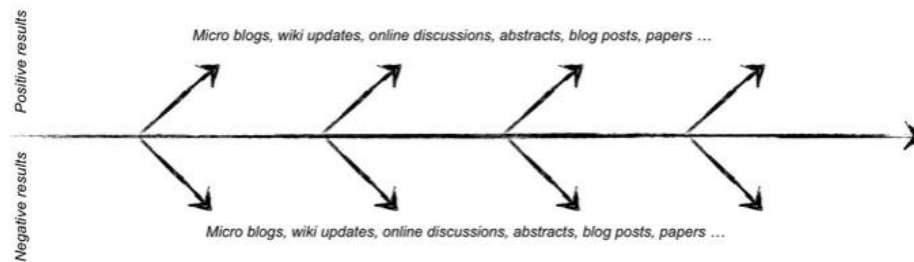 Positive results
Micro blogs, wiki updates, online discussions, abstracts, blog posts, papers …
Negative results
Micro blogs, wiki updates, online discussions, abstracts, blog posts, papers …